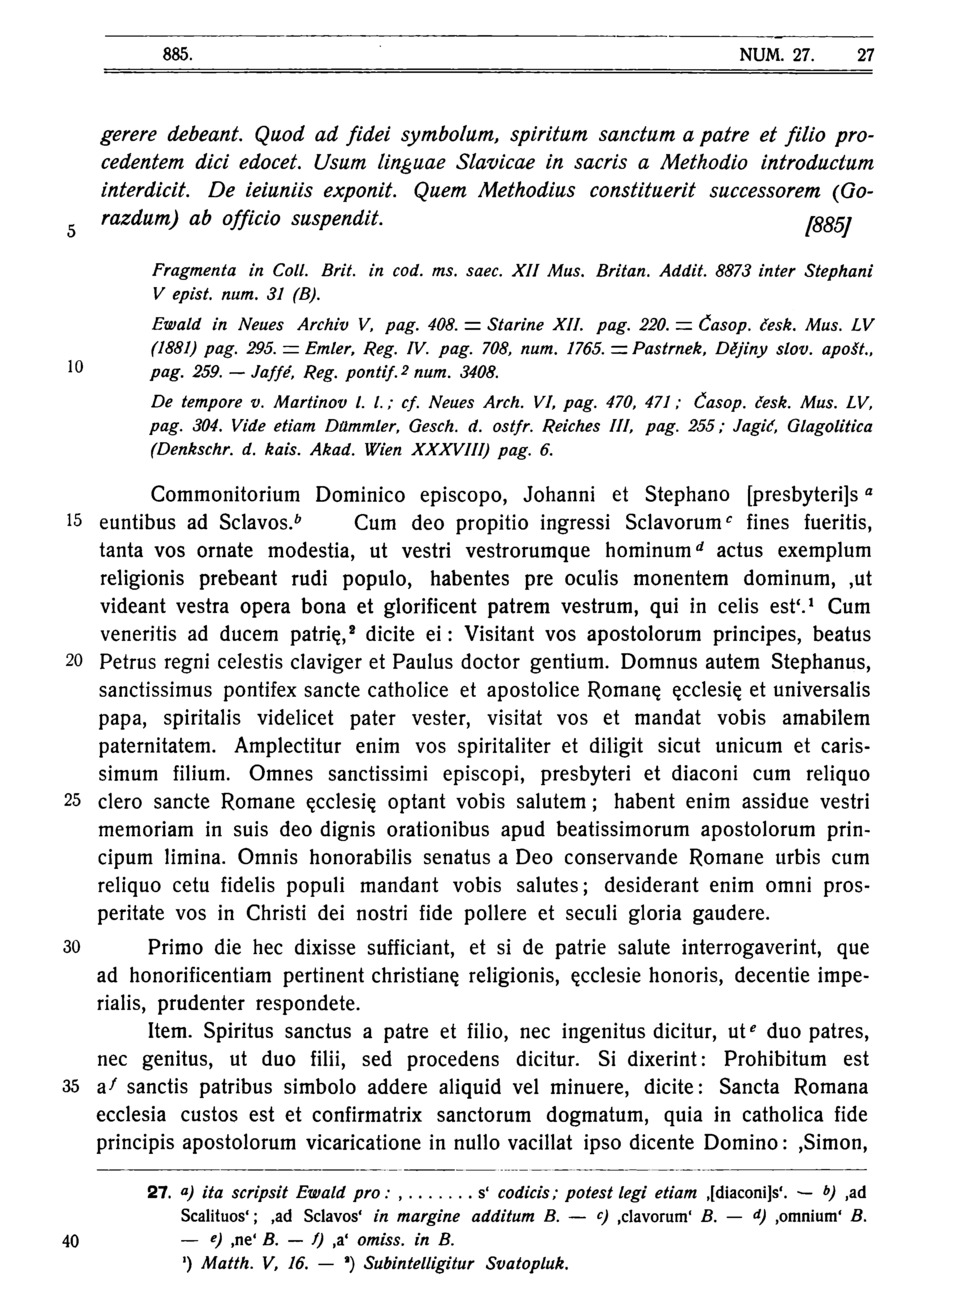 885. NUM. 27. 27
gerere debeant. Quod ad fidei symbolum, spiritum sanctum a patre et filio pro-
cedentem dici edocet. Usum linguae Slavicae in sacris a Methodio introductum
interdicit. De ieiuniis exponit. Quem Methodius constituerit successorem (Go-
5 razdum) ab officio suspendit. [885]
Fragmenta in Coll. Brit. in cod. ms. saec. XII Mus. Britan. Addit. 8873 inter Stephani
V epist. num. 31 (B).
Ewald in Neues Archiv V, pag. 408. = Starine XII. pag. 220. = Časop. česk. Mus. LV
(1881) pag. 295. = Emler, Reg. IV. pag. 708, num. 1765. = Pastrnek, Dějiny slov. apošt.,
10 pag. 259. — Jaffé, Reg. pontif.² num. 3408.
De tempore v. Martinov l. l.; cf. Neues Arch. VI, pag. 470, 471; Časop. česk. Mus. LV,
pag. 304. Vide etiam Dümmler, Gesch. d. ostfr. Reiches III, pag. 255; Jagić, Glagolitica
(Denkschr. d. kais. Akad. Wien XXXVIII) pag. 6.
Commonitorium Dominico episcopo, Johanni et Stephano [presbyteri]s a
15 euntibus ad Sclavos.b Cum deo propitio ingressi Sclavorum c fines fueritis,
tanta vos ornate modestia, ut vestri vestrorumque hominum d actus exemplum
religionis prebeant rudi populo, habentes pre oculis monentem dominum, ‚ut
videant vestra opera bona et glorificent patrem vestrum, qui in celis est‘.¹ Cum
veneritis ad ducem patrię,² dicite ei: Visitant vos apostolorum principes, beatus
20 Petrus regni celestis claviger et Paulus doctor gentium. Domnus autem Stephanus,
sanctissimus pontifex sancte catholice et apostolice Romanę ęcclesię et universalis
papa, spiritalis videlicet pater vester, visitat vos et mandat vobis amabilem
paternitatem. Amplectitur enim vos spiritaliter et diligit sicut unicum et caris-
simum filium. Omnes sanctissimi episcopi, presbyteri et diaconi cum reliquo
25 clero sancte Romane ęcclesię optant vobis salutem; habent enim assidue vestri
memoriam in suis deo dignis orationibus apud beatissimorum apostolorum prin-
cipum limina. Omnis honorabilis senatus a Deo conservande Romane urbis cum
reliquo cetu fidelis populi mandant vobis salutes; desiderant enim omni pros-
peritate vos in Christi dei nostri fide pollere et seculi gloria gaudere.
30 Primo die hec dixisse sufficiant, et si de patrie salute interrogaverint, que
ad honorificentiam pertinent christianę religionis, ęcclesie honoris, decentie impe-
rialis, prudenter respondete.
Item. Spiritus sanctus a patre et filio, nec ingenitus dicitur, ut e duo patres,
nec genitus, ut duo filii, sed procedens dicitur. Si dixerint: Prohibitum est
35 a f sanctis patribus simbolo addere aliquid vel minuere, dicite: Sancta Romana
ecclesia custos est et confirmatrix sanctorum dogmatum, quia in catholica fide
principis apostolorum vicaricatione in nullo vacillat ipso dicente Domino: ‚Simon,
27. a) ita scripsit Ewald pro: ‚.......s‘ codicis; potest legi etiam ‚[diaconi]s‘. — b) ‚ad
Scalituos‘; ‚ad Sclavos‘ in margine additum B. — c) ‚clavorum‘ B. — d) ‚omnium‘ B.
40 — e) ‚ne‘ B. — f) ‚a‘ omiss. in B.
¹) Matth. V, 16. — ²) Subintelligitur Svatopluk.